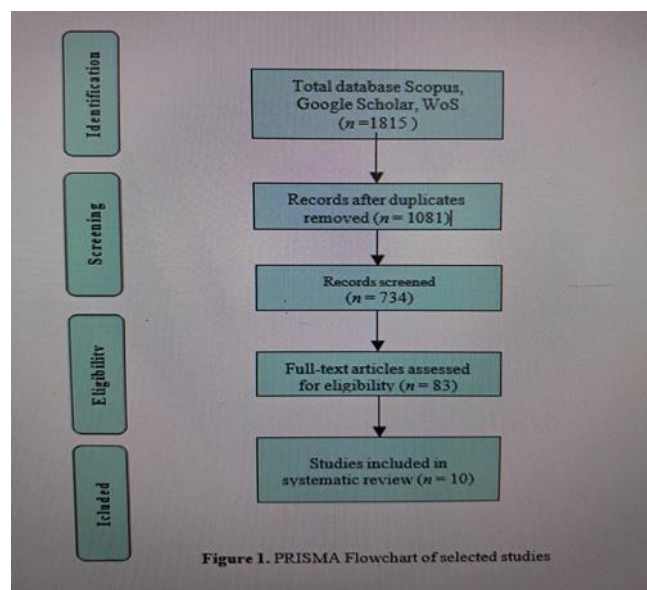 Identification
Total database Scopus,
Google Scholar, WoS
(n =1815 )
Screening
Records after duplicates
removed (n = 1081)
Records screened
(n = 734)
Eligibility
Full-text articles assessed
for eligibility (n = 83)
Icluded
Studies included in
systematic review (n = 10)
Figure 1. PRISMA Flowchart of selected studies